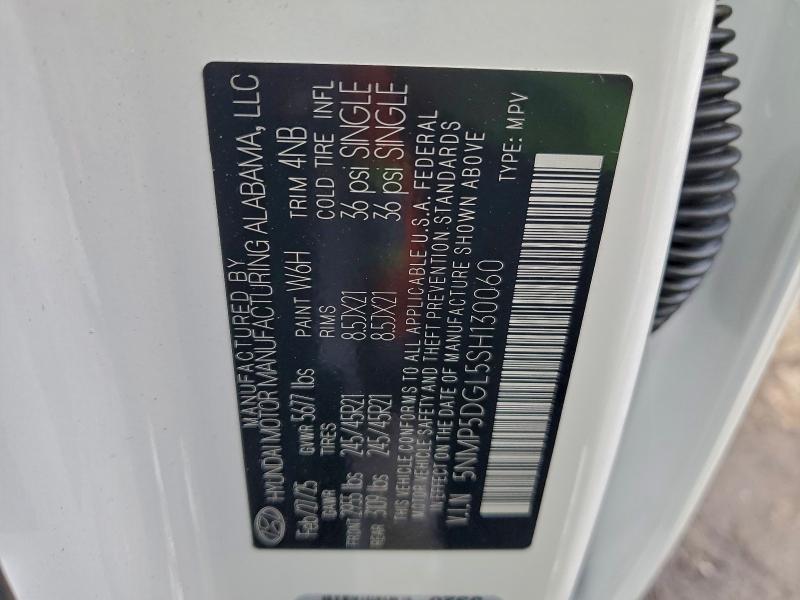 MANUFACTURED BY
HYUNDAI MOTOR MANUFACTURING ALABAMA, LLC
Feb/27/25 GVWR 5677 lbs PAINT W6H TRIM 4NB
GAWR TIRES RIMS COLD TIRE INFL
FRONT 2955 lbs 245/45R21 8.5JX21 36 psi SINGLE
REAR 3109 lbs 245/45R21 8.5JX21 36 psi SINGLE
THIS VEHICLE CONFORMS TO ALL APPLICABLE U.S.A. FEDERAL
MOTOR VEHICLE SAFETY AND THEFT PREVENTION STANDARDS
IN EFFECT ON THE DATE OF MANUFACTURE SHOWN ABOVE
V.I.N 5NMP5DGL5SH130060 TYPE: MPV